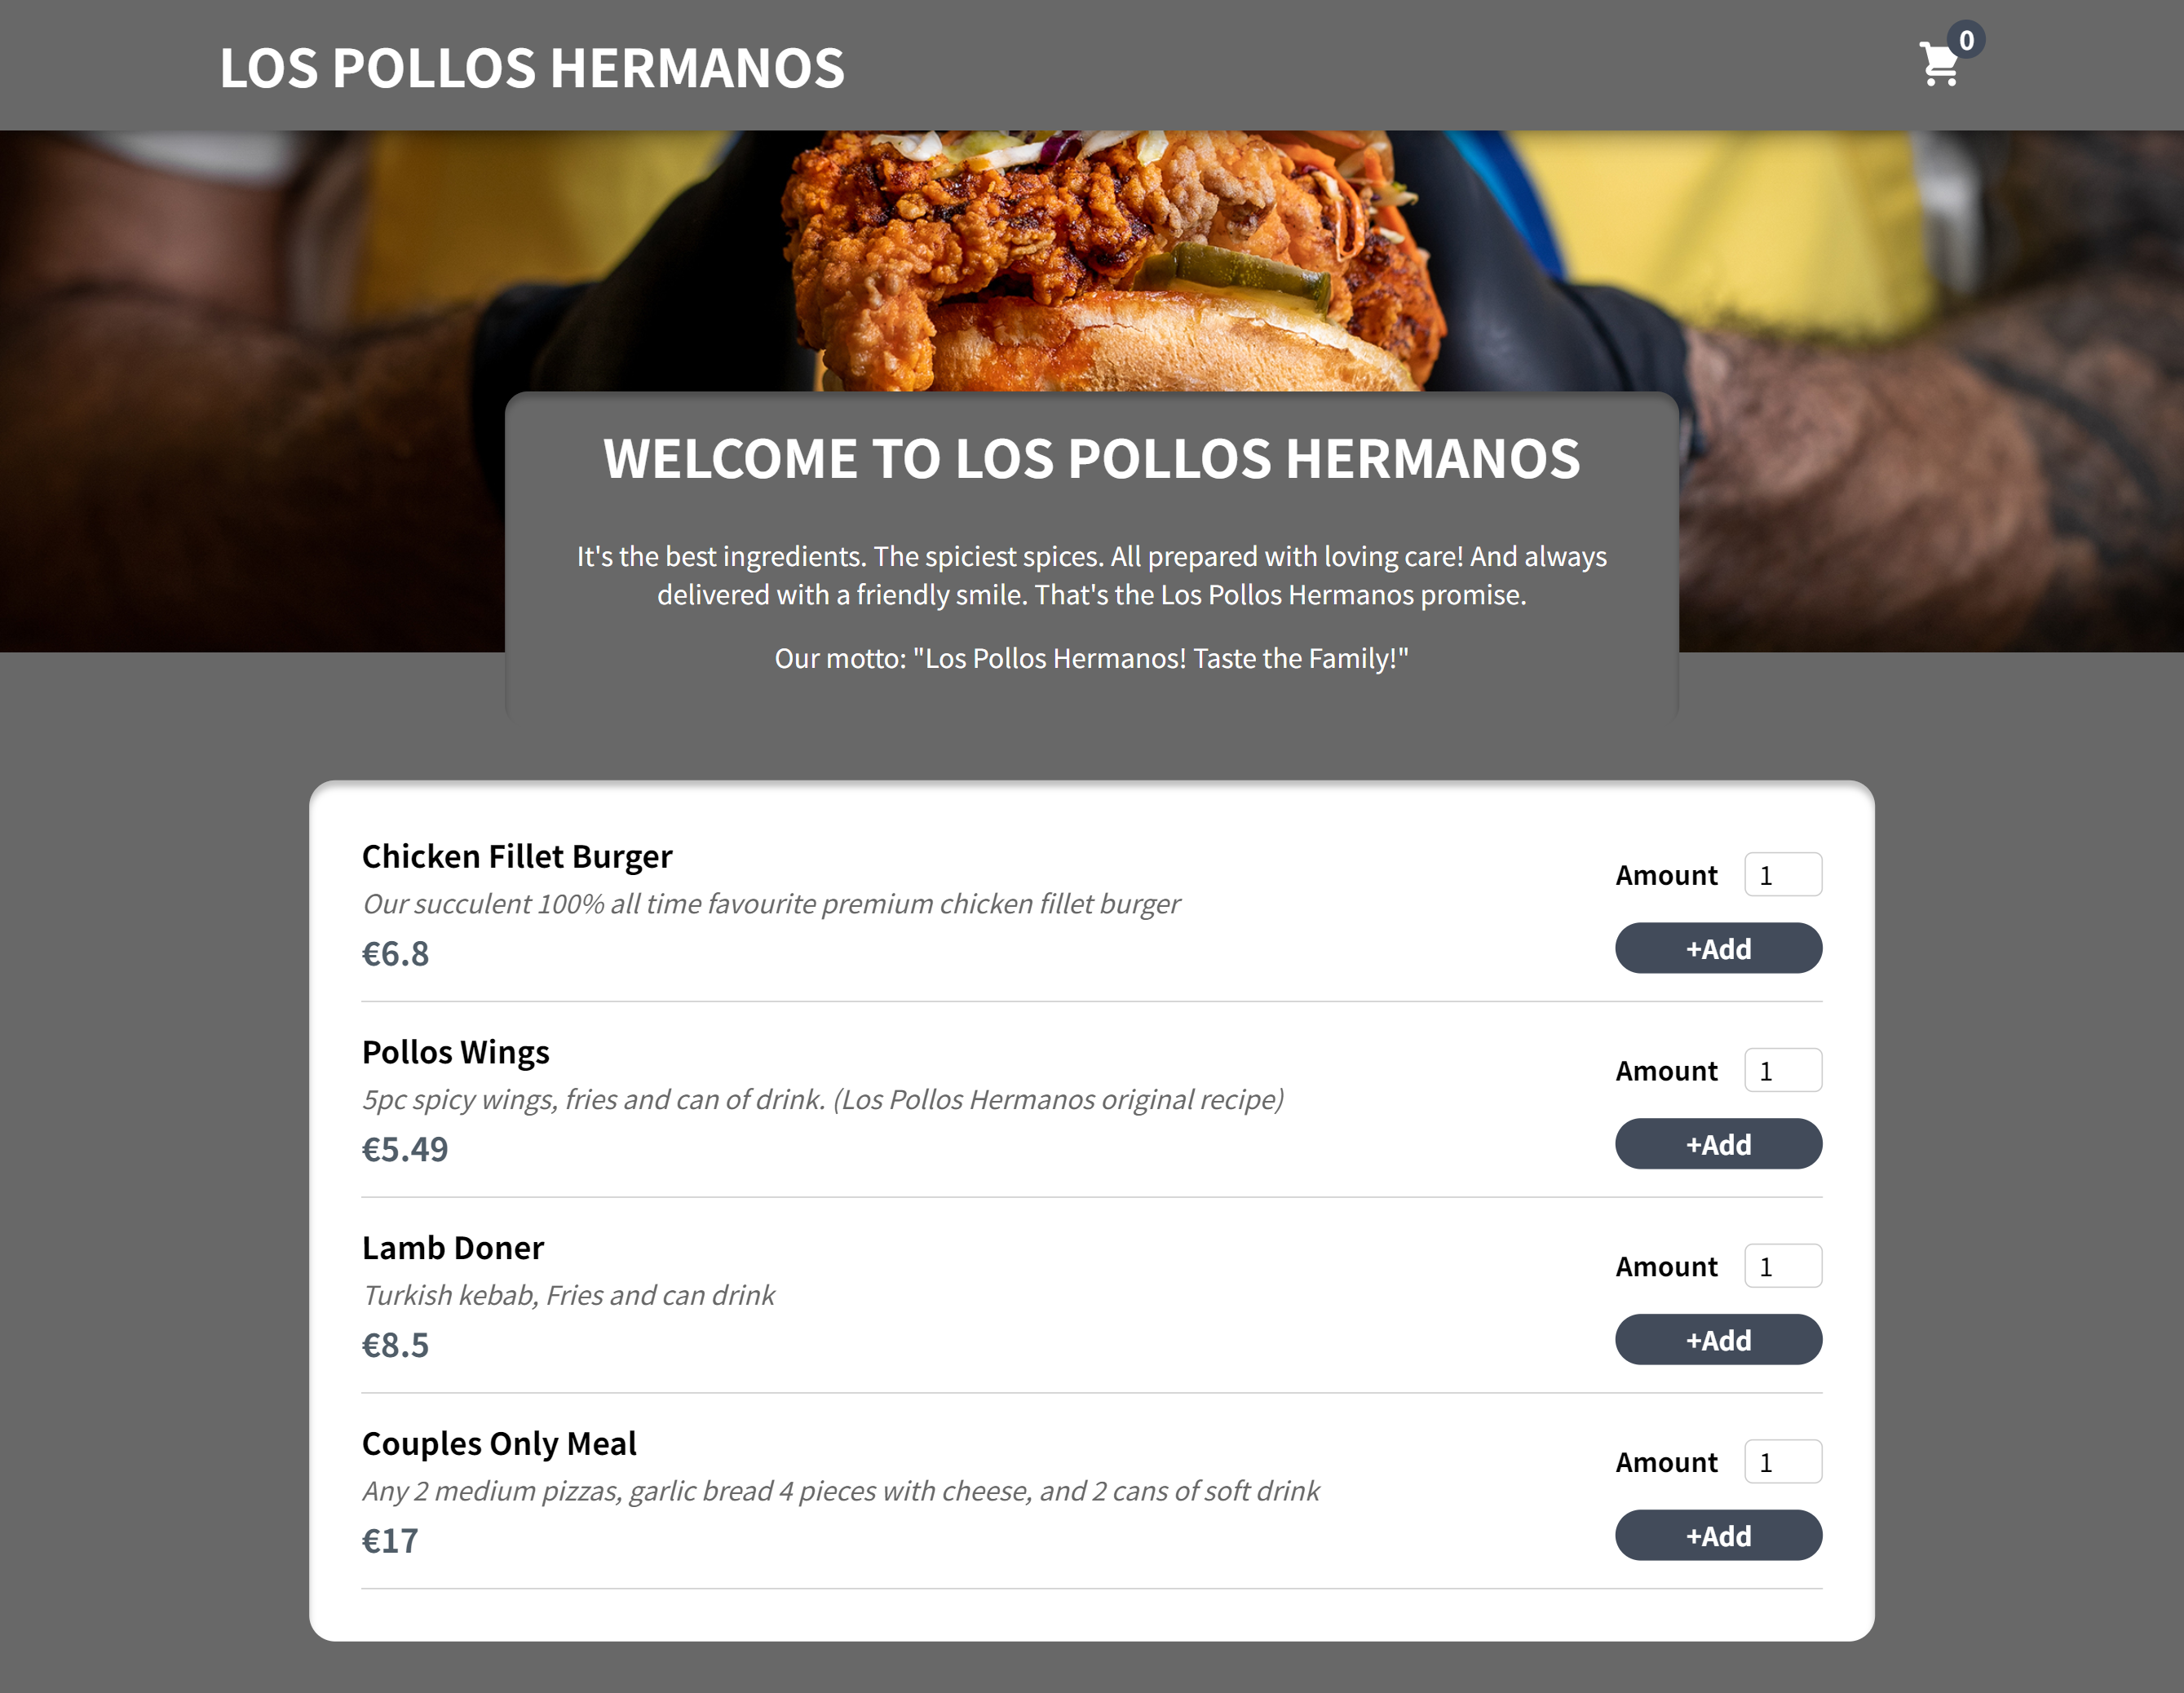 LOS POLLOS HERMANOS
0
WELCOME TO LOS POLLOS HERMANOS
It's the best ingredients. The spiciest spices. All prepared with loving care! And always
delivered with a friendly smile. That's the Los Pollos Hermanos promise.
Our motto: "Los Pollos Hermanos! Taste the Family!"
Chicken Fillet Burger
Our succulent 100% all time favourite premium chicken fillet burger
€6.8
Amount 1
+Add
Pollos Wings
5pc spicy wings, fries and can of drink. (Los Pollos Hermanos original recipe)
€5.49
Amount 1
+Add
Lamb Doner
Turkish kebab, Fries and can drink
€8.5
Amount 1
+Add
Couples Only Meal
Any 2 medium pizzas, garlic bread 4 pieces with cheese, and 2 cans of soft drink
€17
Amount 1
+Add